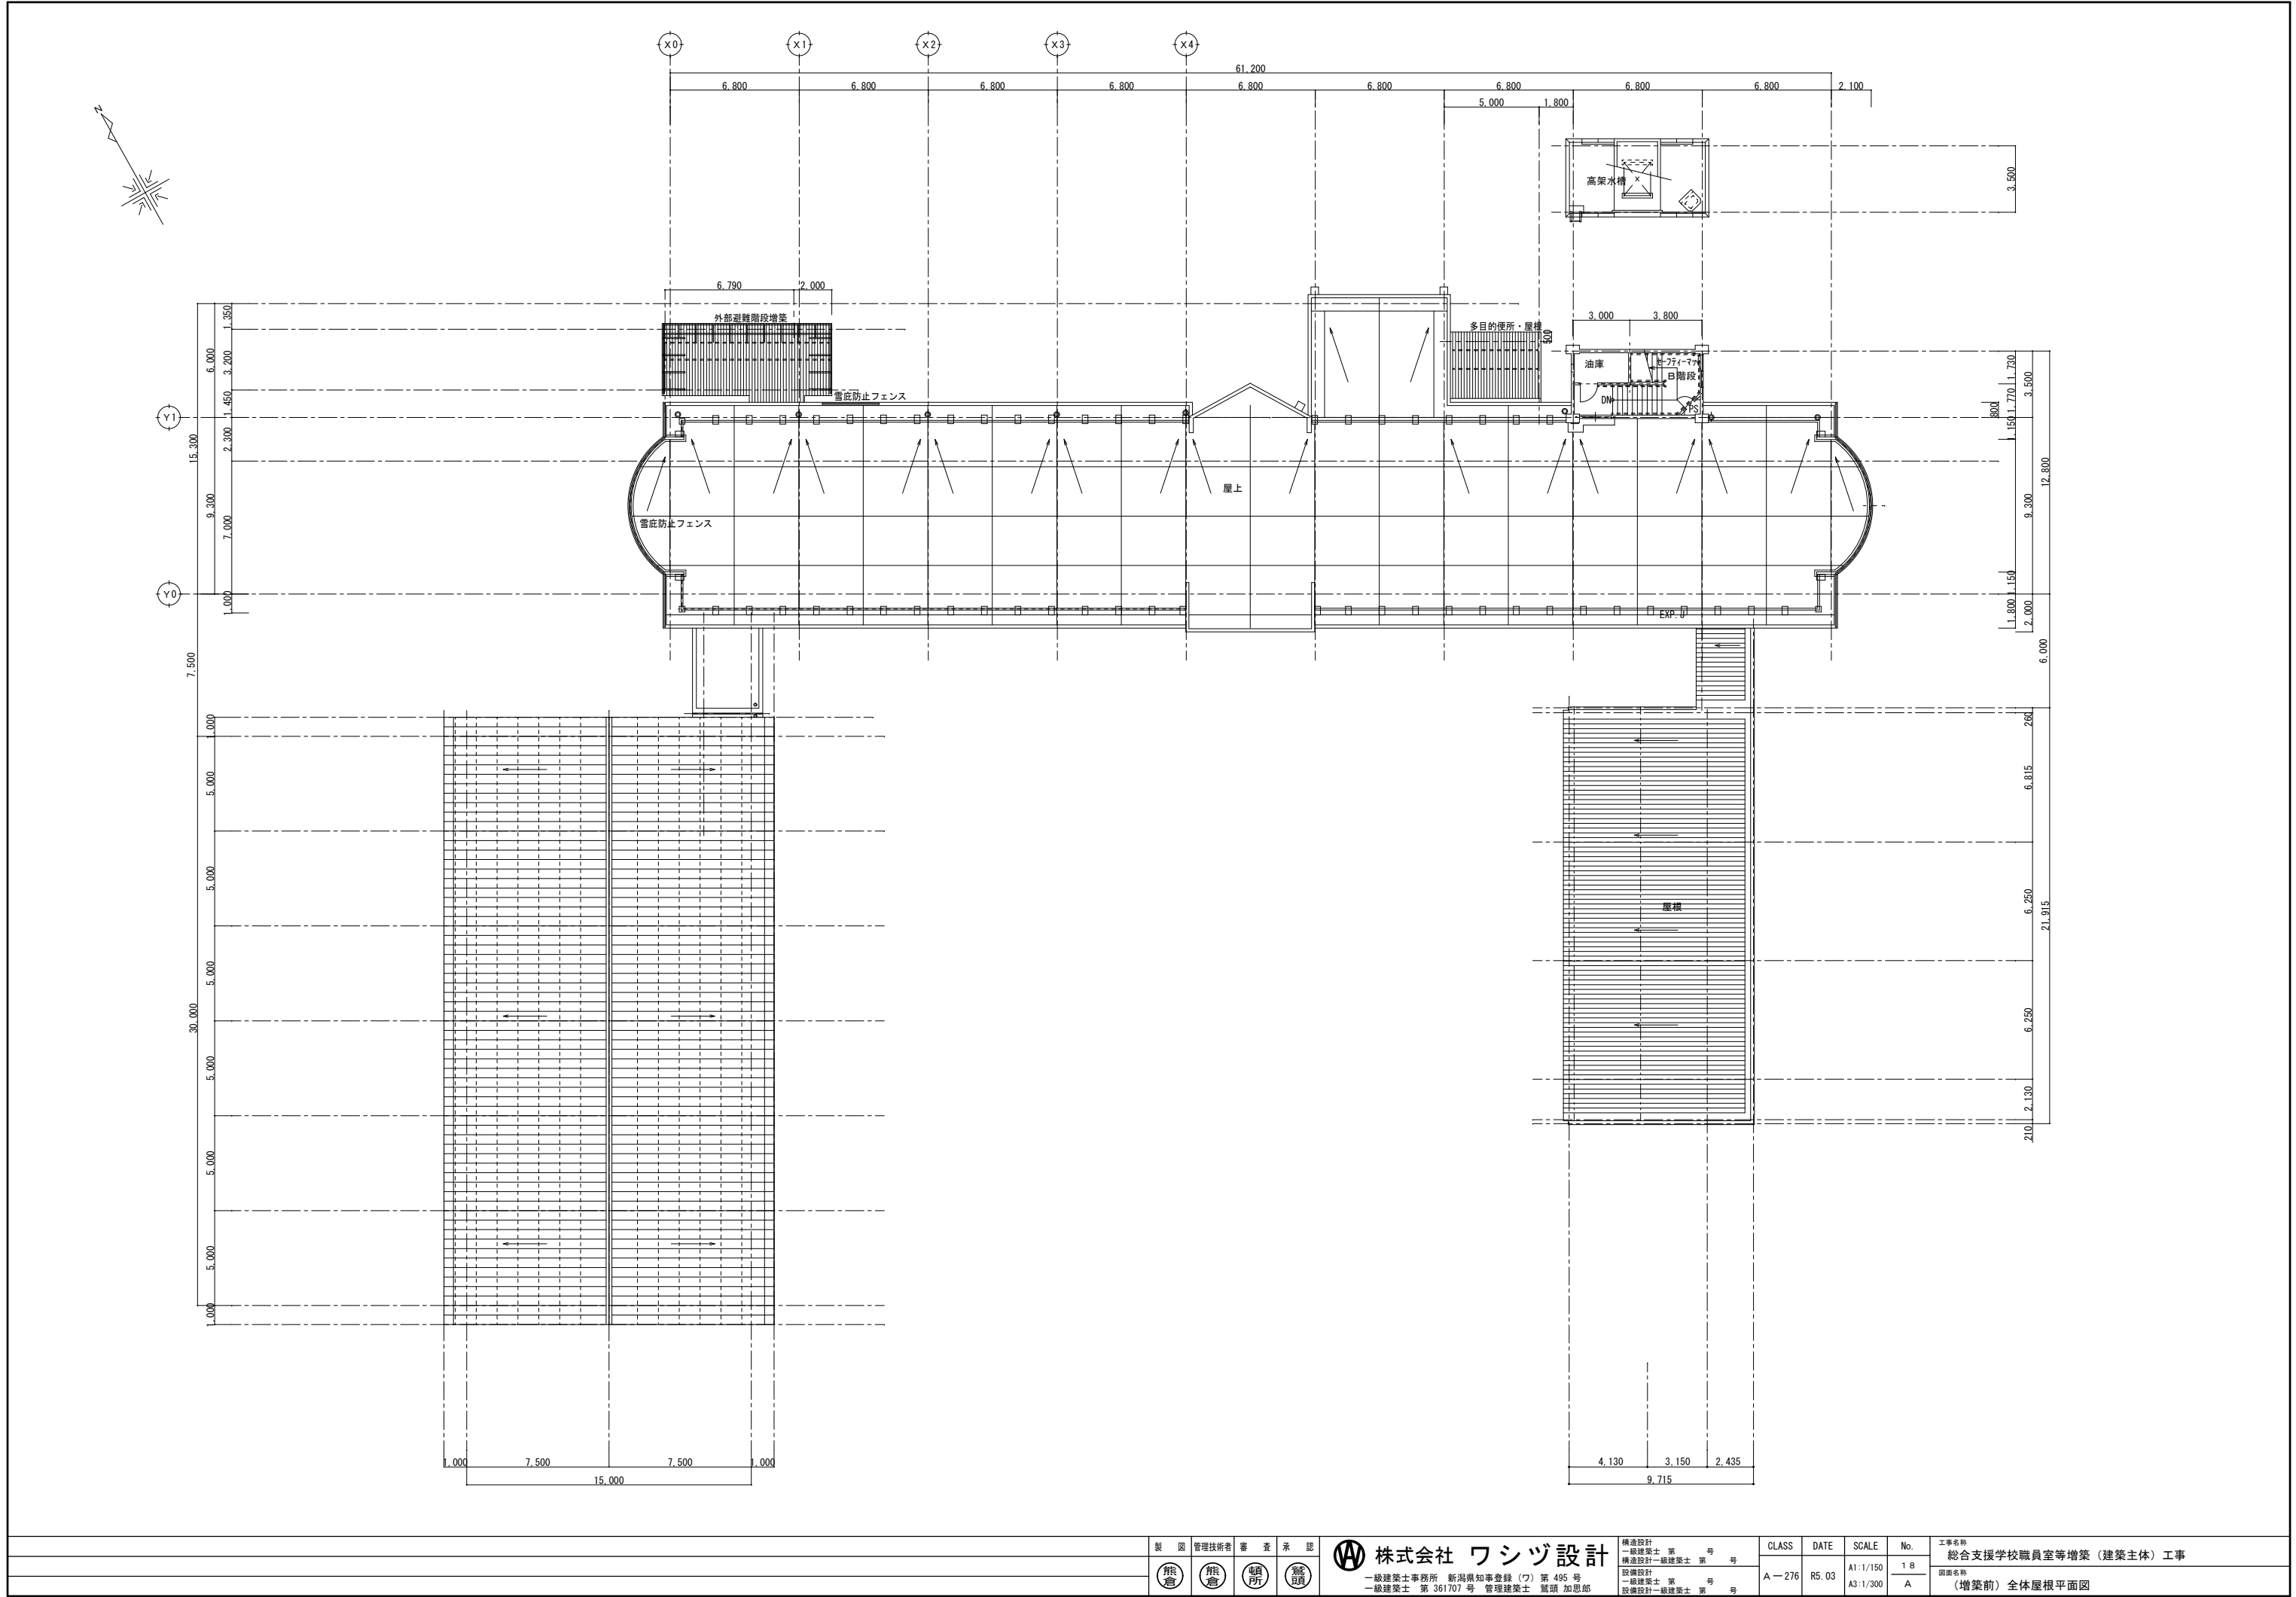 X0 X1 X2 X3 X4
61,200
6,800 6,800 6,800 6,800 6,800 6,800 6,800 6,800 6,800 2,100
5,000 1,800
N
高架水槽 x
3,500
6,790 2,000
外部避難階段増築
多目的便所・屋根
500
3,000 3,800
油庫
セーフティーマット
B階段
DN
PS
雪庇防止フェンス
屋上
雪庇防止フェンス
EXP.J
Y1
Y0
1,350
3,200
1,450
2,300
7,000
1,000
6,000
9,300
15,300
7,500
1,730
1,770
800
1,150
3,500
12,800
9,300
1,150
1,800
2,000
6,000
1,000
5,000
5,000
5,000
5,000
5,000
5,000
1,000
30,000
260
6,815
6,250
6,250
2,130
210
21,915
屋根
1,000 7,500 7,500 1,000
15,000
4,130 3,150 2,435
9,715
製 図 管理技術者 審 査 承 認
熊倉 熊倉 頓所 鷲頭
株式会社 ワシヅ設計
一級建築士事務所 新潟県知事登録（ワ）第 495 号
一級建築士 第 361707 号 管理建築士 鷲頭 加思郎
構造設計
一級建築士 第 号
構造設計一級建築士 第 号
設備設計
一級建築士 第 号
設備設計一級建築士 第 号
CLASS DATE SCALE No.
A－276 R5.03 A1:1/150 A3:1/300 18 A
工事名称
総合支援学校職員室等増築（建築主体）工事
図面名称
（増築前）全体屋根平面図